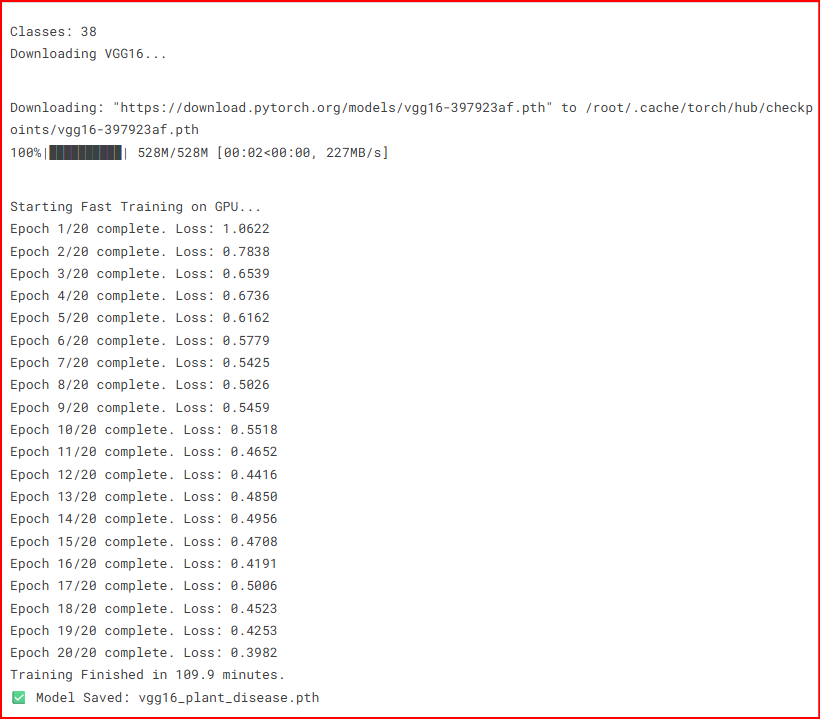 Classes: 38
Downloading VGG16...
Downloading: "https://download.pytorch.org/models/vgg16-397923af.pth" to /root/.cache/torch/hub/checkp
oints/vgg16-397923af.pth
100%|██████████| 528M/528M [00:02<00:00, 227MB/s]
Starting Fast Training on GPU...
Epoch 1/20 complete. Loss: 1.0622
Epoch 2/20 complete. Loss: 0.7838
Epoch 3/20 complete. Loss: 0.6539
Epoch 4/20 complete. Loss: 0.6736
Epoch 5/20 complete. Loss: 0.6162
Epoch 6/20 complete. Loss: 0.5779
Epoch 7/20 complete. Loss: 0.5425
Epoch 8/20 complete. Loss: 0.5026
Epoch 9/20 complete. Loss: 0.5459
Epoch 10/20 complete. Loss: 0.5518
Epoch 11/20 complete. Loss: 0.4652
Epoch 12/20 complete. Loss: 0.4416
Epoch 13/20 complete. Loss: 0.4850
Epoch 14/20 complete. Loss: 0.4956
Epoch 15/20 complete. Loss: 0.4708
Epoch 16/20 complete. Loss: 0.4191
Epoch 17/20 complete. Loss: 0.5006
Epoch 18/20 complete. Loss: 0.4523
Epoch 19/20 complete. Loss: 0.4253
Epoch 20/20 complete. Loss: 0.3982
Training Finished in 109.9 minutes.
✅ Model Saved: vgg16_plant_disease.pth